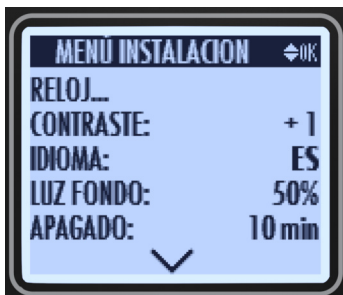 MENÚ INSTALACION OK
RELOJ...
CONTRASTE: + 1
IDIOMA: ES
LUZ FONDO: 50%
APAGADO: 10 min